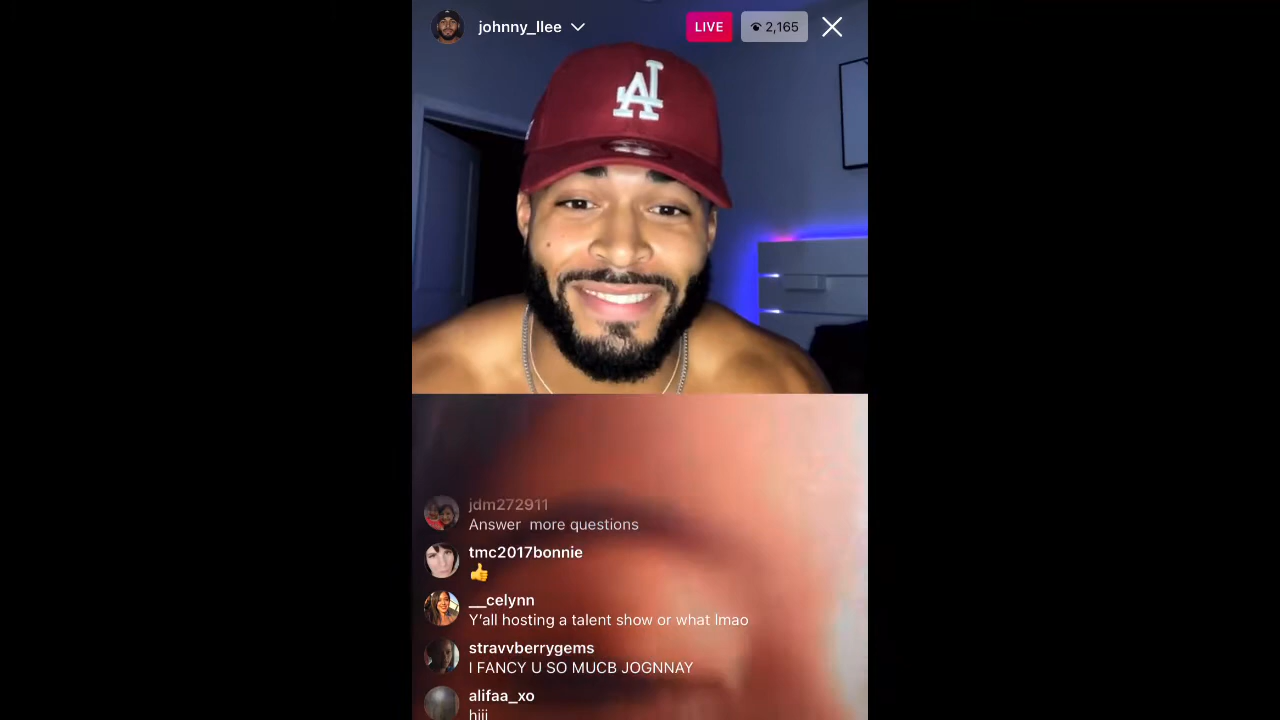 johnny_llee
LIVE
2,165
LA
jdm272911
Answer  more questions
tmc2017bonnie
👍
__celynn
Y'all hosting a talent show or what lmao
stravvberrygems
I FANCY U SO MUCB JOGNNAY
alifaa_xo
hiii